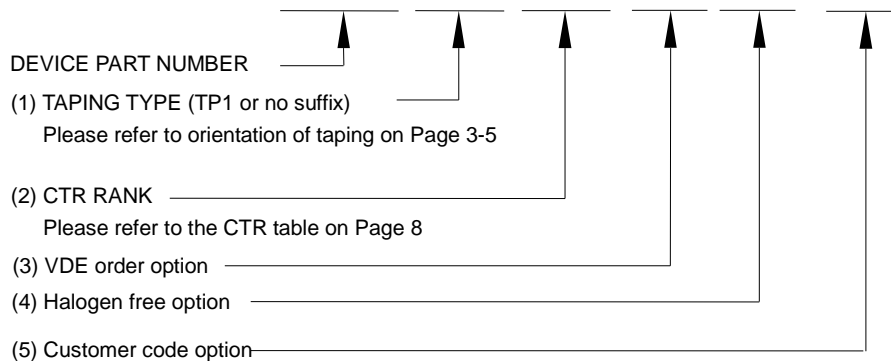 DEVICE PART NUMBER
(1) TAPING TYPE (TP1 or no suffix)
Please refer to orientation of taping on Page 3-5
(2) CTR RANK
Please refer to the CTR table on Page 8
(3) VDE order option
(4) Halogen free option
(5) Customer code option